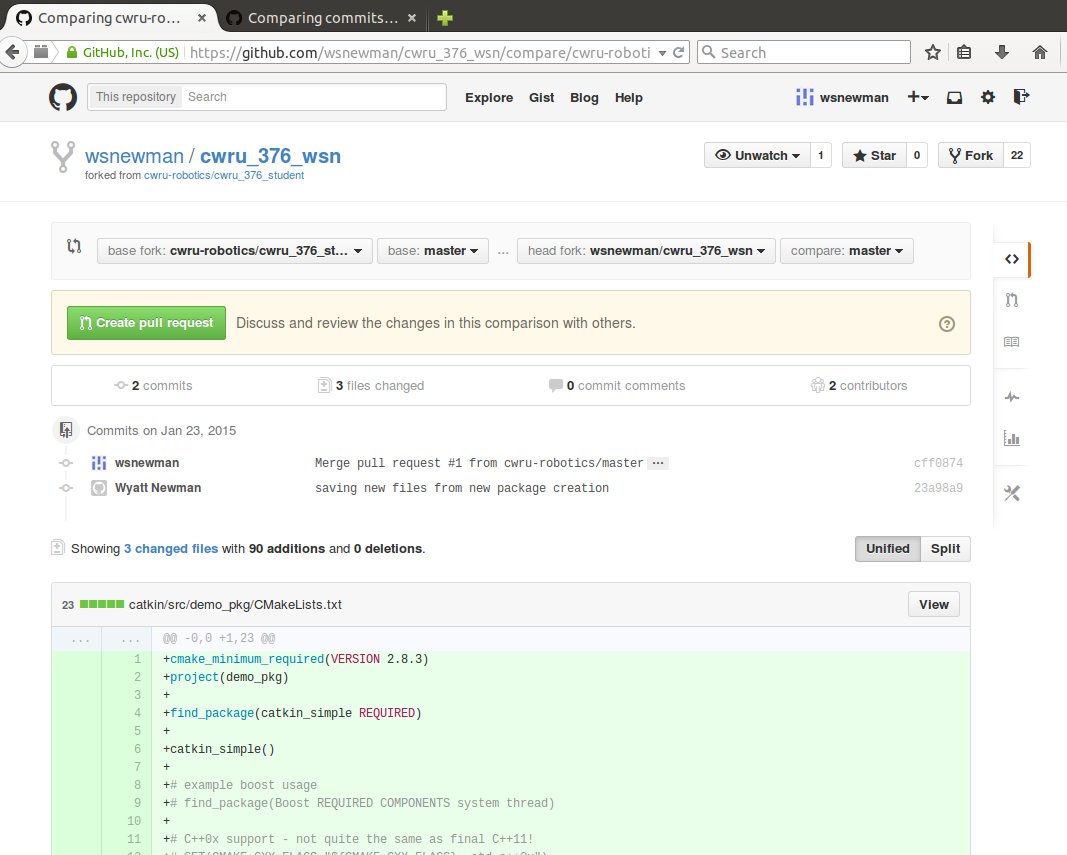 Comparing cwru-ro... × Comparing commits... ×
GitHub, Inc. (US) https://github.com/wsnewman/cwru_376_wsn/compare/cwru-roboti Search
This repository Search Explore Gist Blog Help wsnewman
wsnewman / cwru_376_wsn Unwatch 1 Star 0 Fork 22
forked from cwru-robotics/cwru_376_student
base fork: cwru-robotics/cwru_376_st... base: master ... head fork: wsnewman/cwru_376_wsn compare: master
Create pull request Discuss and review the changes in this comparison with others. ?
2 commits 3 files changed 0 commit comments 2 contributors
Commits on Jan 23, 2015
wsnewman Merge pull request #1 from cwru-robotics/master ... cff0874
Wyatt Newman saving new files from new package creation 23a98a9
Showing 3 changed files with 90 additions and 0 deletions. Unified Split
23 catkin/src/demo_pkg/CMakeLists.txt View
... ... @@ -0,0 +1,23 @@
1 +cmake_minimum_required(VERSION 2.8.3)
2 +project(demo_pkg)
3 +
4 +find_package(catkin_simple REQUIRED)
5 +
6 +catkin_simple()
7 +
8 +# example boost usage
9 +# find_package(Boost REQUIRED COMPONENTS system thread)
10 +
11 +# C++0x support - not quite the same as final C++11!